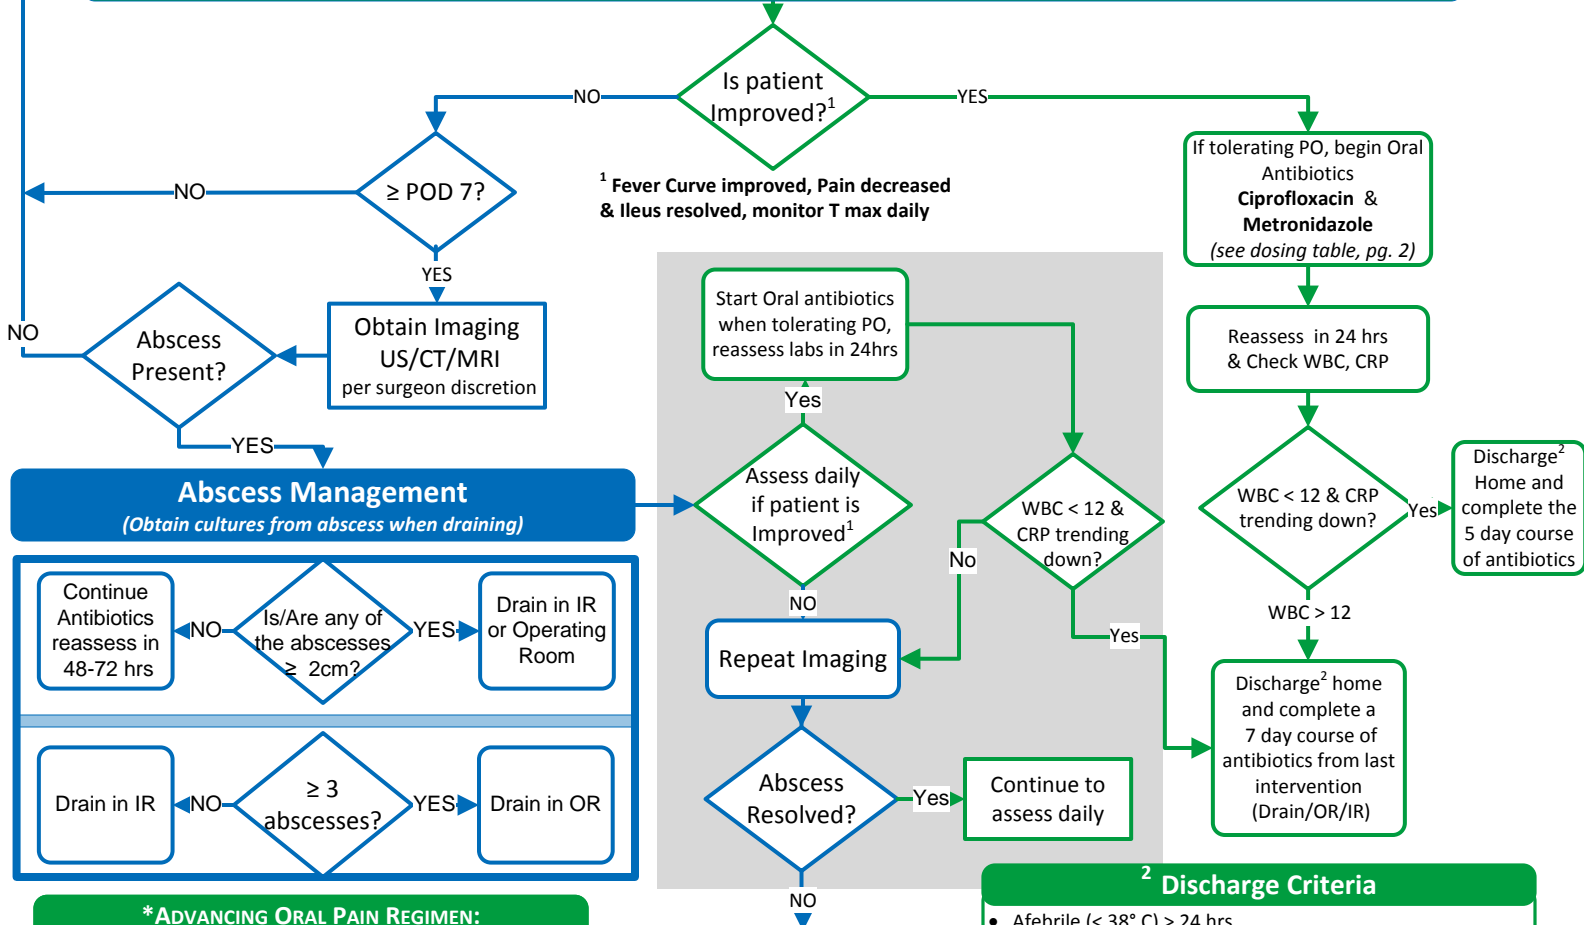 Is patient
Improved?1
NO
YES
1 Fever Curve improved, Pain decreased
& Ileus resolved, monitor T max daily
≥ POD 7?
NO
YES
Obtain Imaging
US/CT/MRI
per surgeon discretion
Abscess
Present?
NO
YES
Abscess Management
(Obtain cultures from abscess when draining)
Is/Are any of
the abscesses
≥ 2cm?
NO
Continue
Antibiotics
reassess in
48-72 hrs
YES
Drain in IR
or Operating
Room
≥ 3
abscesses?
NO
Drain in IR
YES
Drain in OR
*ADVANCING ORAL PAIN REGIMEN:
Assess daily
if patient is
Improved1
Yes
Start Oral antibiotics
when tolerating PO,
reassess labs in 24hrs
WBC < 12 &
CRP trending
down?
No
Yes
NO
Repeat Imaging
Abscess
Resolved?
Yes
Continue to
assess daily
NO
If tolerating PO, begin Oral
Antibiotics
Ciprofloxacin &
Metronidazole
(see dosing table, pg. 2)
Reassess in 24 hrs
& Check WBC, CRP
WBC < 12 & CRP
trending down?
Yes
Discharge2
Home and
complete the
5 day course
of antibiotics
WBC > 12
Discharge2 home
and complete a
7 day course of
antibiotics from last
intervention
(Drain/OR/IR)
2 Discharge Criteria
• Afebrile (< 38° C) > 24 hrs